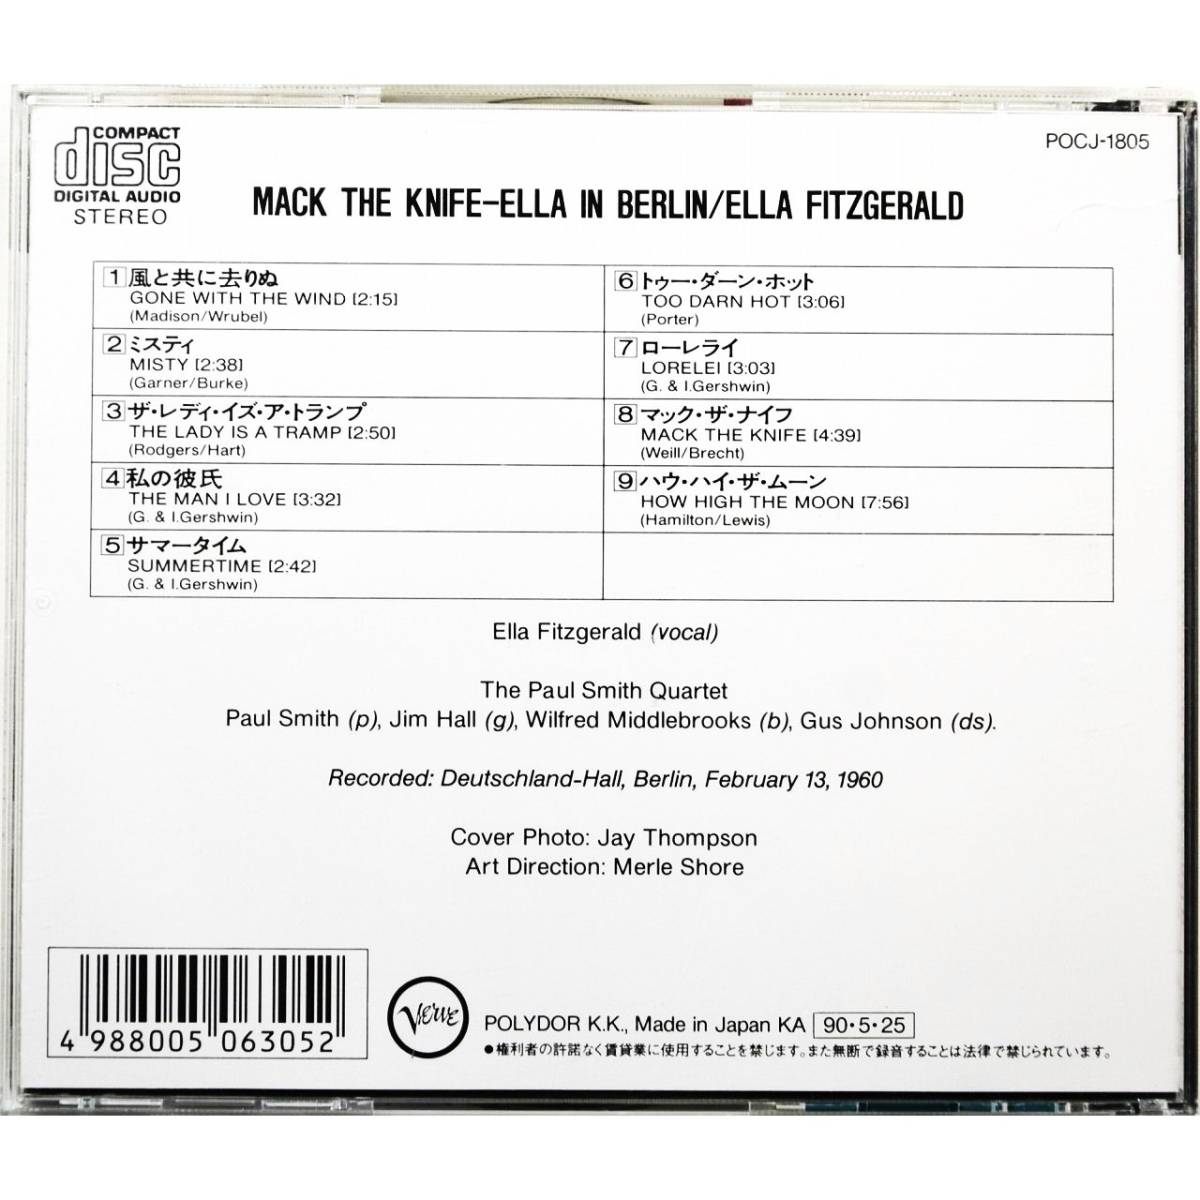 COMPACT
disc
DIGITAL AUDIO
STEREO
POCJ-1805
MACK THE KNIFE-ELLA IN BERLIN/ELLA FITZGERALD
1 風と共に去りぬ
GONE WITH THE WIND [2:15]
(Madison/Wrubel)
2 ミスティ
MISTY [2:38]
(Garner/Burke)
3 ザ・レディ・イズ・ア・トランプ
THE LADY IS A TRAMP [2:50]
(Rodgers/Hart)
4 私の彼氏
THE MAN I LOVE [3:32]
(G. & I.Gershwin)
5 サマータイム
SUMMERTIME [2:42]
(G. & I.Gershwin)
6 トゥー・ダーン・ホット
TOO DARN HOT [3:06]
(Porter)
7 ローレライ
LORELEI [3:03]
(G. & I.Gershwin)
8 マック・ザ・ナイフ
MACK THE KNIFE [4:39]
(Weill/Brecht)
9 ハウ・ハイ・ザ・ムーン
HOW HIGH THE MOON [7:56]
(Hamilton/Lewis)
Ella Fitzgerald (vocal)
The Paul Smith Quartet
Paul Smith (p), Jim Hall (g), Wilfred Middlebrooks (b), Gus Johnson (ds).
Recorded: Deutschland-Hall, Berlin, February 13, 1960
Cover Photo: Jay Thompson
Art Direction: Merle Shore
4 988005 063052
Verve
POLYDOR K.K., Made in Japan KA 90・5・25
●権利者の許諾なく賃貸業に使用することを禁じます。また無断で録音することは法律で禁じられています。